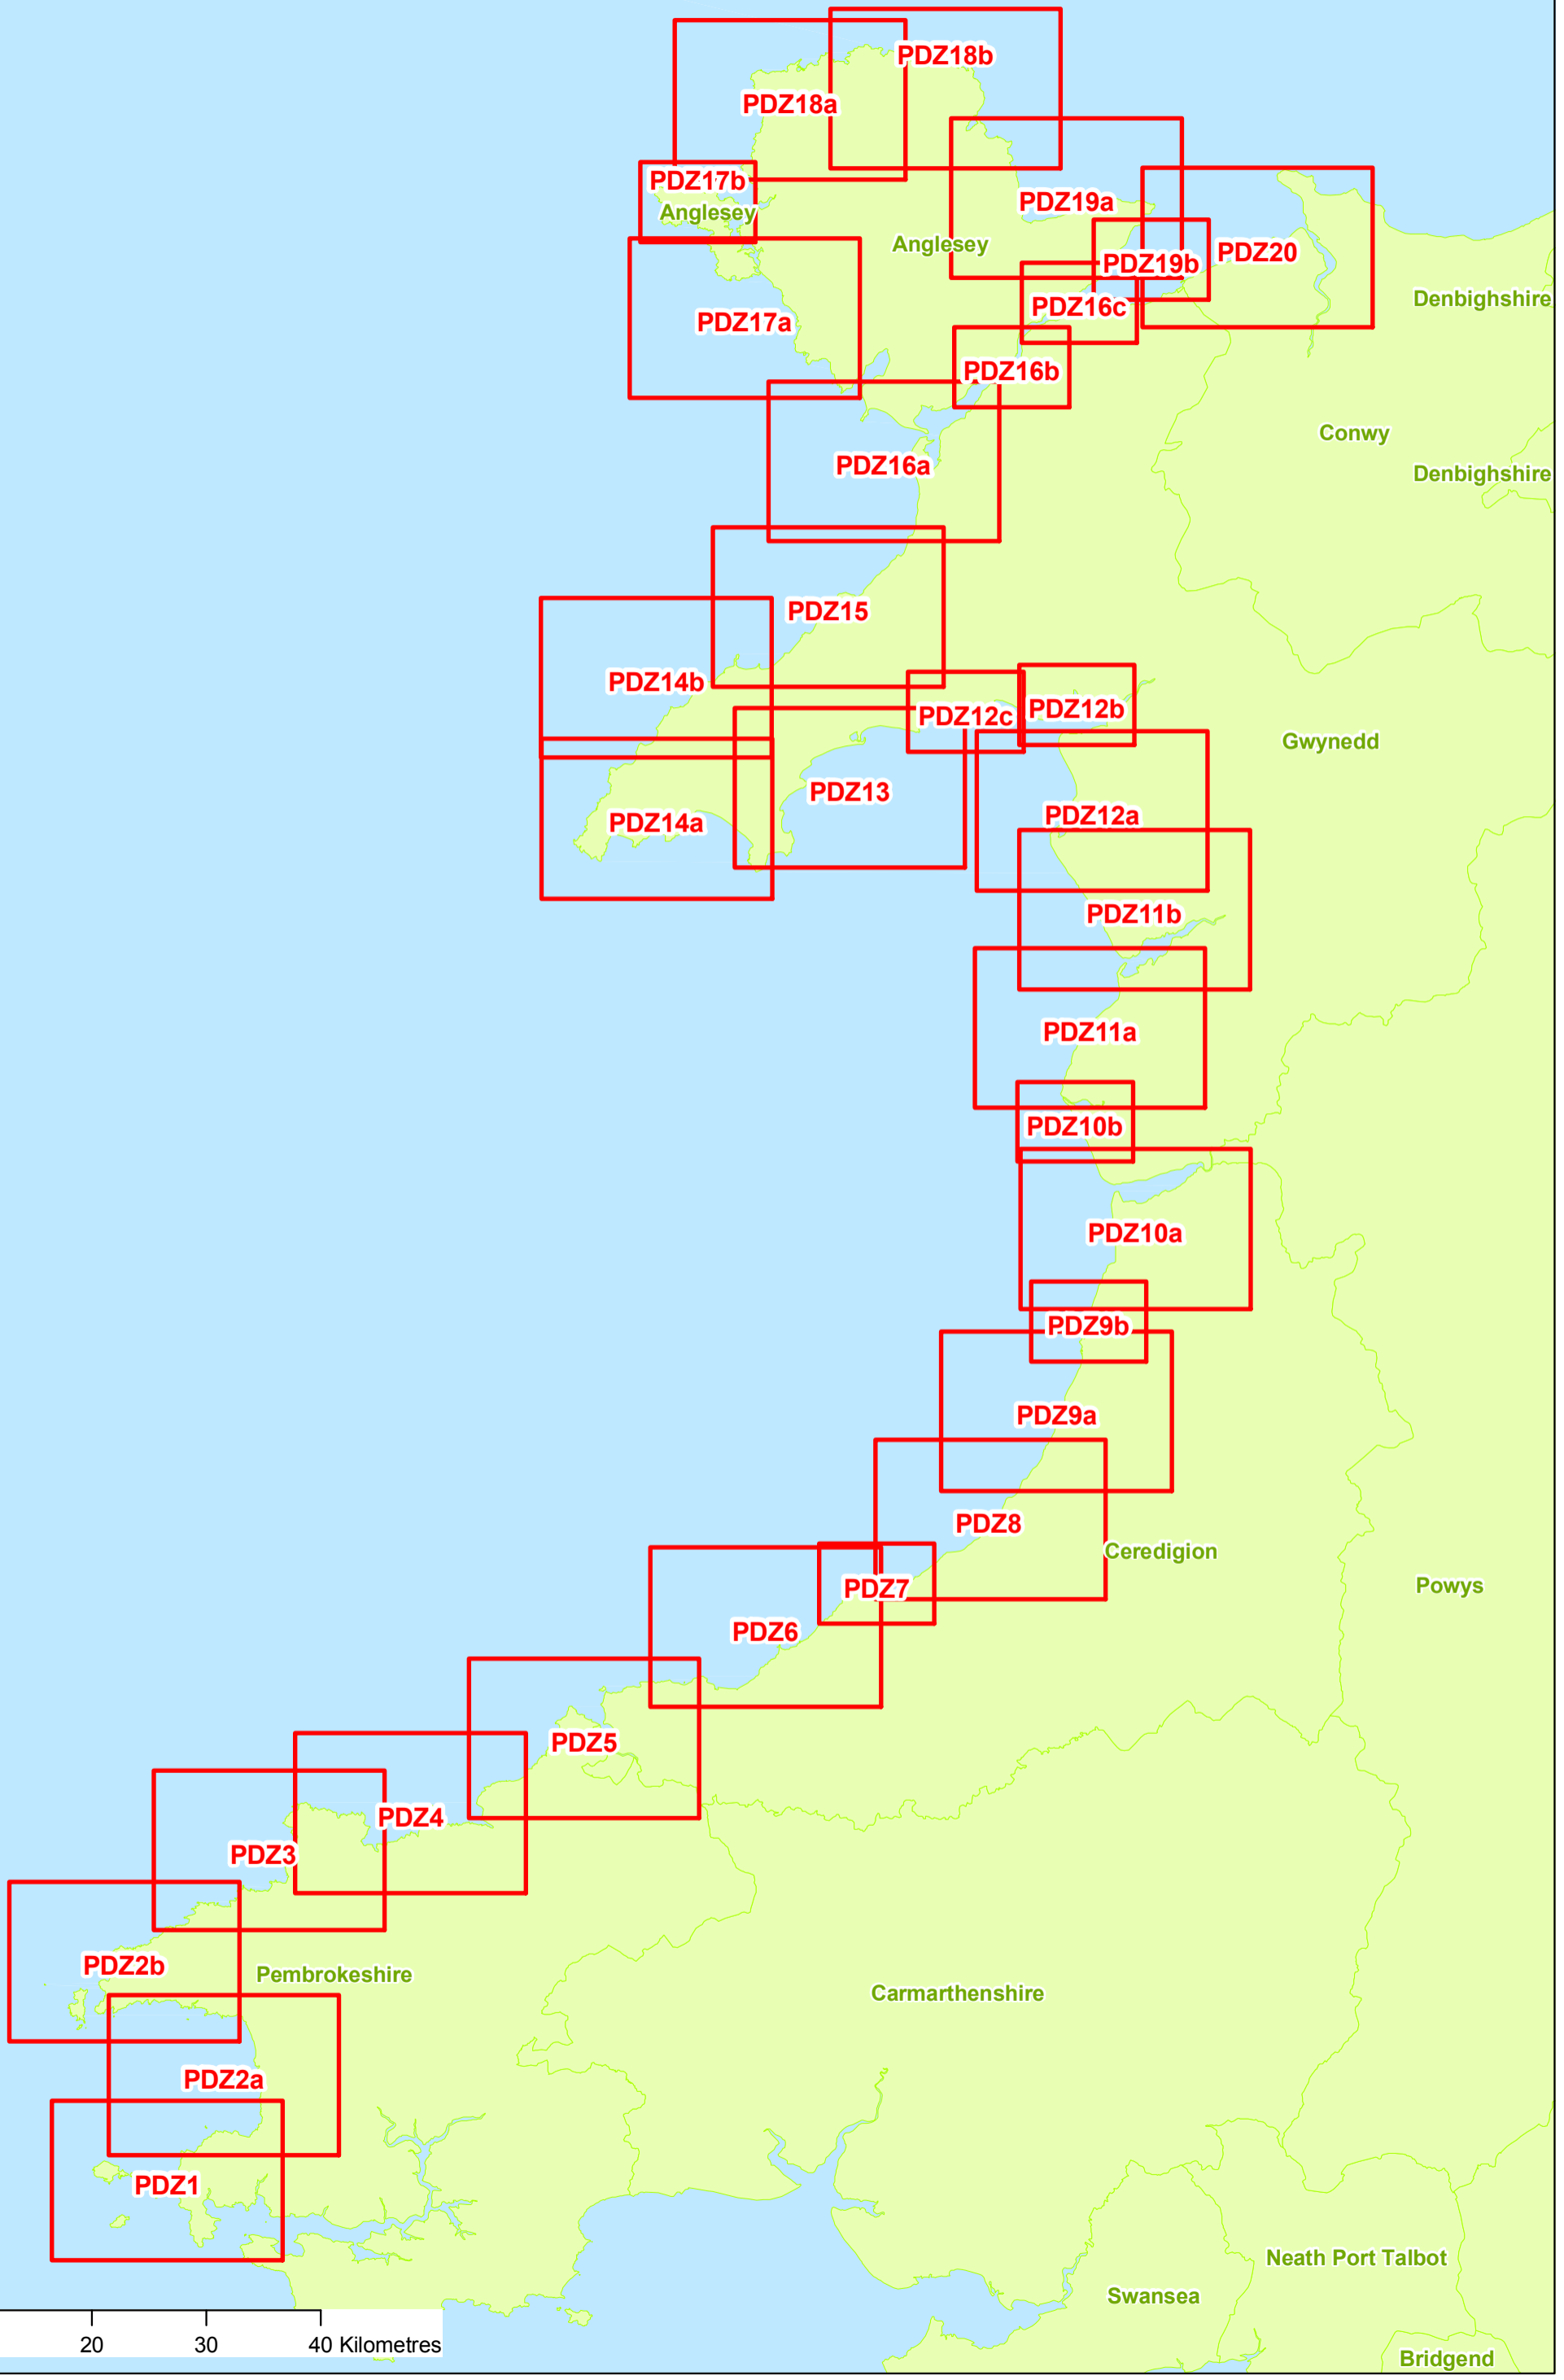 PDZ18b
PDZ18a
PDZ17b
Anglesey
PDZ19a
Anglesey
PDZ20
PDZ19b
Denbighshire
PDZ16c
PDZ17a
PDZ16b
Conwy
PDZ16a
Denbighshire
PDZ15
PDZ14b
PDZ12c
PDZ12b
Gwynedd
PDZ13
PDZ12a
PDZ14a
PDZ11b
PDZ11a
PDZ10b
PDZ10a
PDZ9b
PDZ9a
PDZ8
Ceredigion
PDZ7
Powys
PDZ6
PDZ5
PDZ4
PDZ3
PDZ2b
Pembrokeshire
Carmarthenshire
PDZ2a
PDZ1
Neath Port Talbot
Swansea
20 30 40 Kilometres
Bridgend